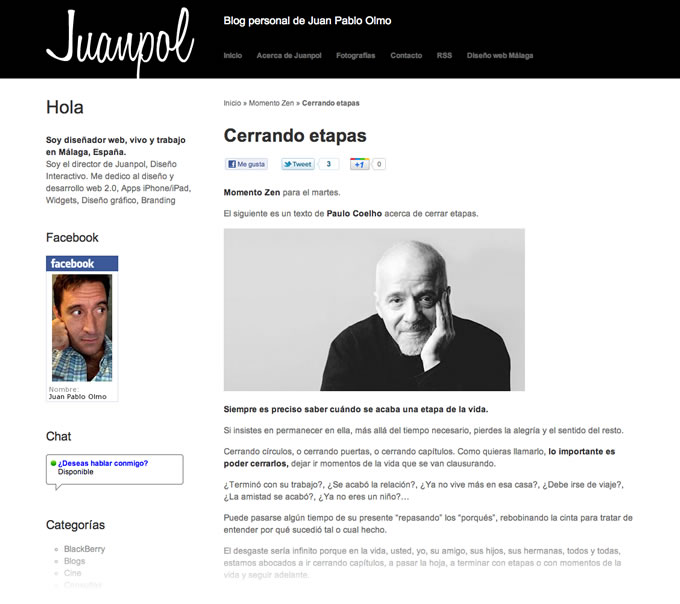 Juanpol
Blog personal de Juan Pablo Olmo
Inicio Acerca de Juanpol Fotografías Contacto RSS Diseño web Málaga
Hola
Soy diseñador web, vivo y trabajo
en Málaga, España.
Soy el director de Juanpol, Diseño
Interactivo. Me dedico al diseño y
desarrollo web 2.0, Apps iPhone/iPad,
Widgets, Diseño gráfico, Branding
Facebook
facebook
Nombre:
Juan Pablo Olmo
Chat
¿Deseas hablar conmigo?
Disponible
Categorías
BlackBerry
Blogs
Cine
Consultas
Inicio » Momento Zen » Cerrando etapas
Cerrando etapas
Me gusta Tweet 3 +1 0
Momento Zen para el martes.
El siguiente es un texto de Paulo Coelho acerca de cerrar etapas.
Siempre es preciso saber cuándo se acaba una etapa de la vida.
Si insistes en permanecer en ella, más allá del tiempo necesario, pierdes la alegría y el sentido del resto.
Cerrando círculos, o cerrando puertas, o cerrando capítulos. Como quieras llamarlo, lo importante es
poder cerrarlos, dejar ir momentos de la vida que se van clausurando.
¿Terminó con su trabajo?, ¿Se acabó la relación?, ¿Ya no vive más en esa casa?, ¿Debe irse de viaje?,
¿La amistad se acabó?, ¿Ya no eres un niño?…
Puede pasarse algún tiempo de su presente "repasando" los "porqués", rebobinando la cinta para tratar de
entender por qué sucedió tal o cual hecho.
El desgaste sería infinito porque en la vida, usted, yo, su amigo, sus hijos, sus hermanas, todos y todas,
estamos abocados a ir cerrando capítulos, a pasar la hoja, a terminar con etapas o con momentos de la
vida y seguir adelante.